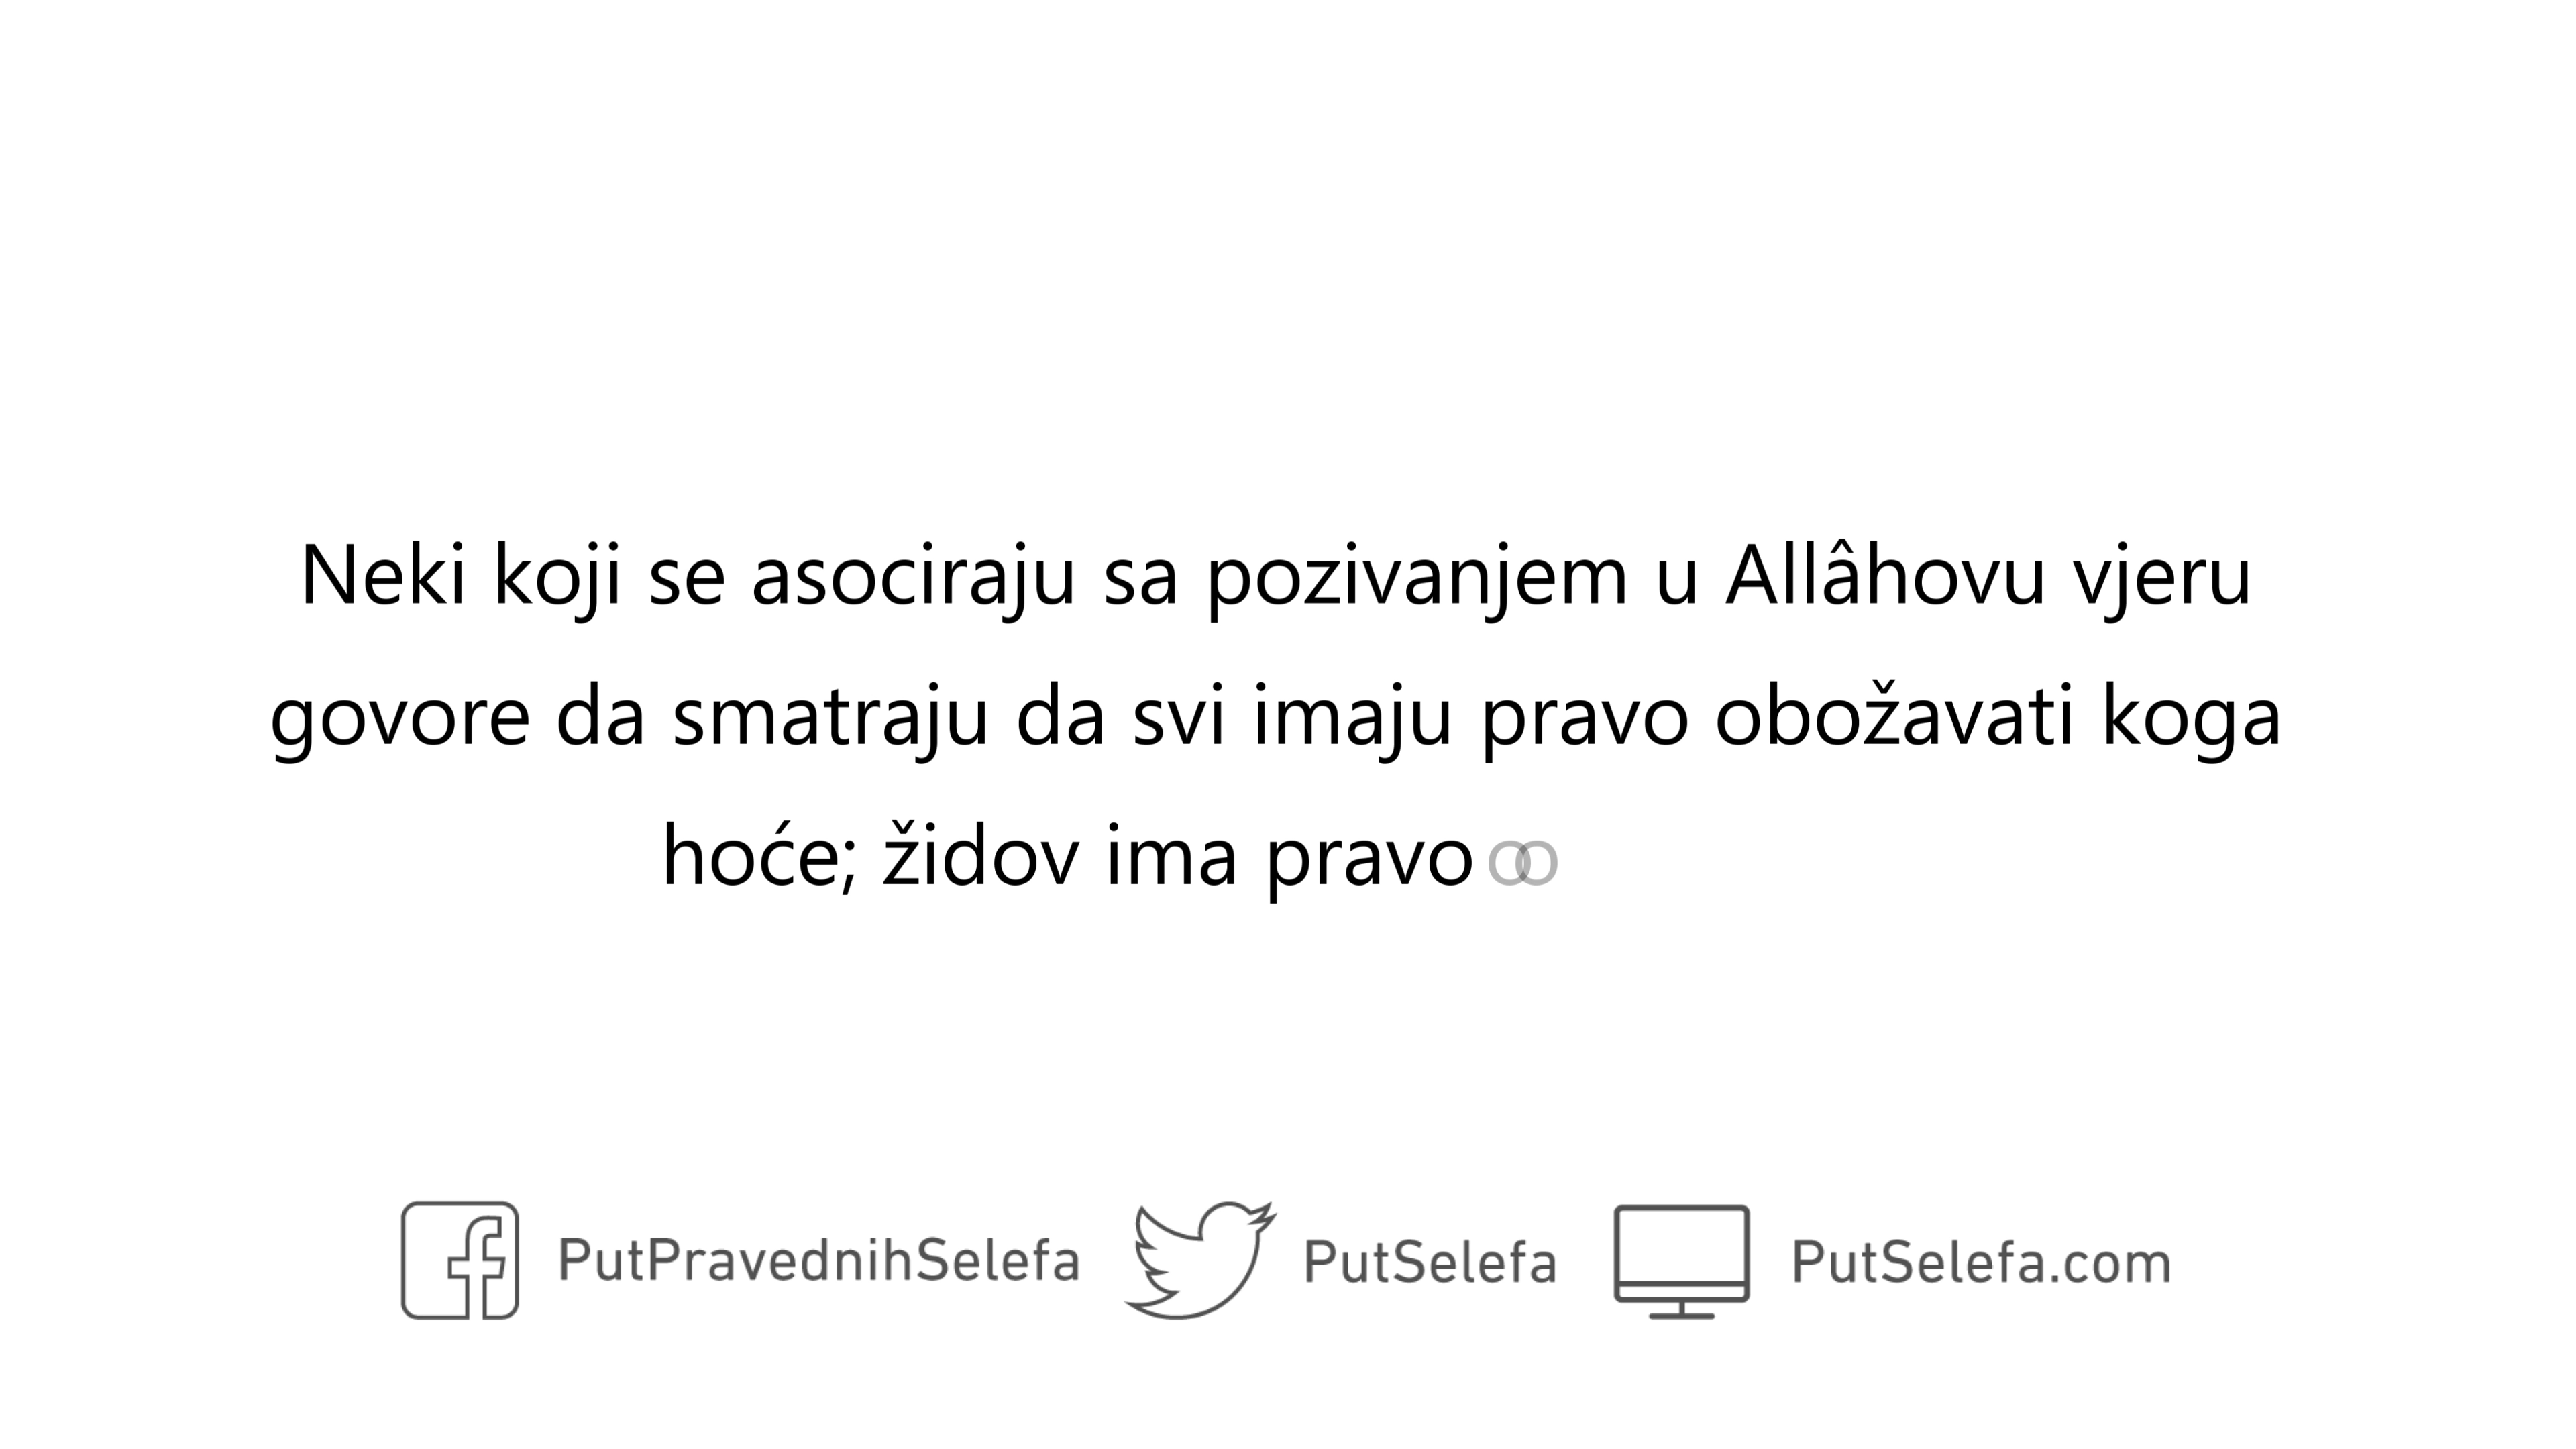 Neki koji se asociraju sa pozivanjem u Allâhovu vjeru
govore da smatraju da svi imaju pravo obožavati koga
hoće; židov ima pravo
PutPravednihSelefa PutSelefa PutSelefa.com